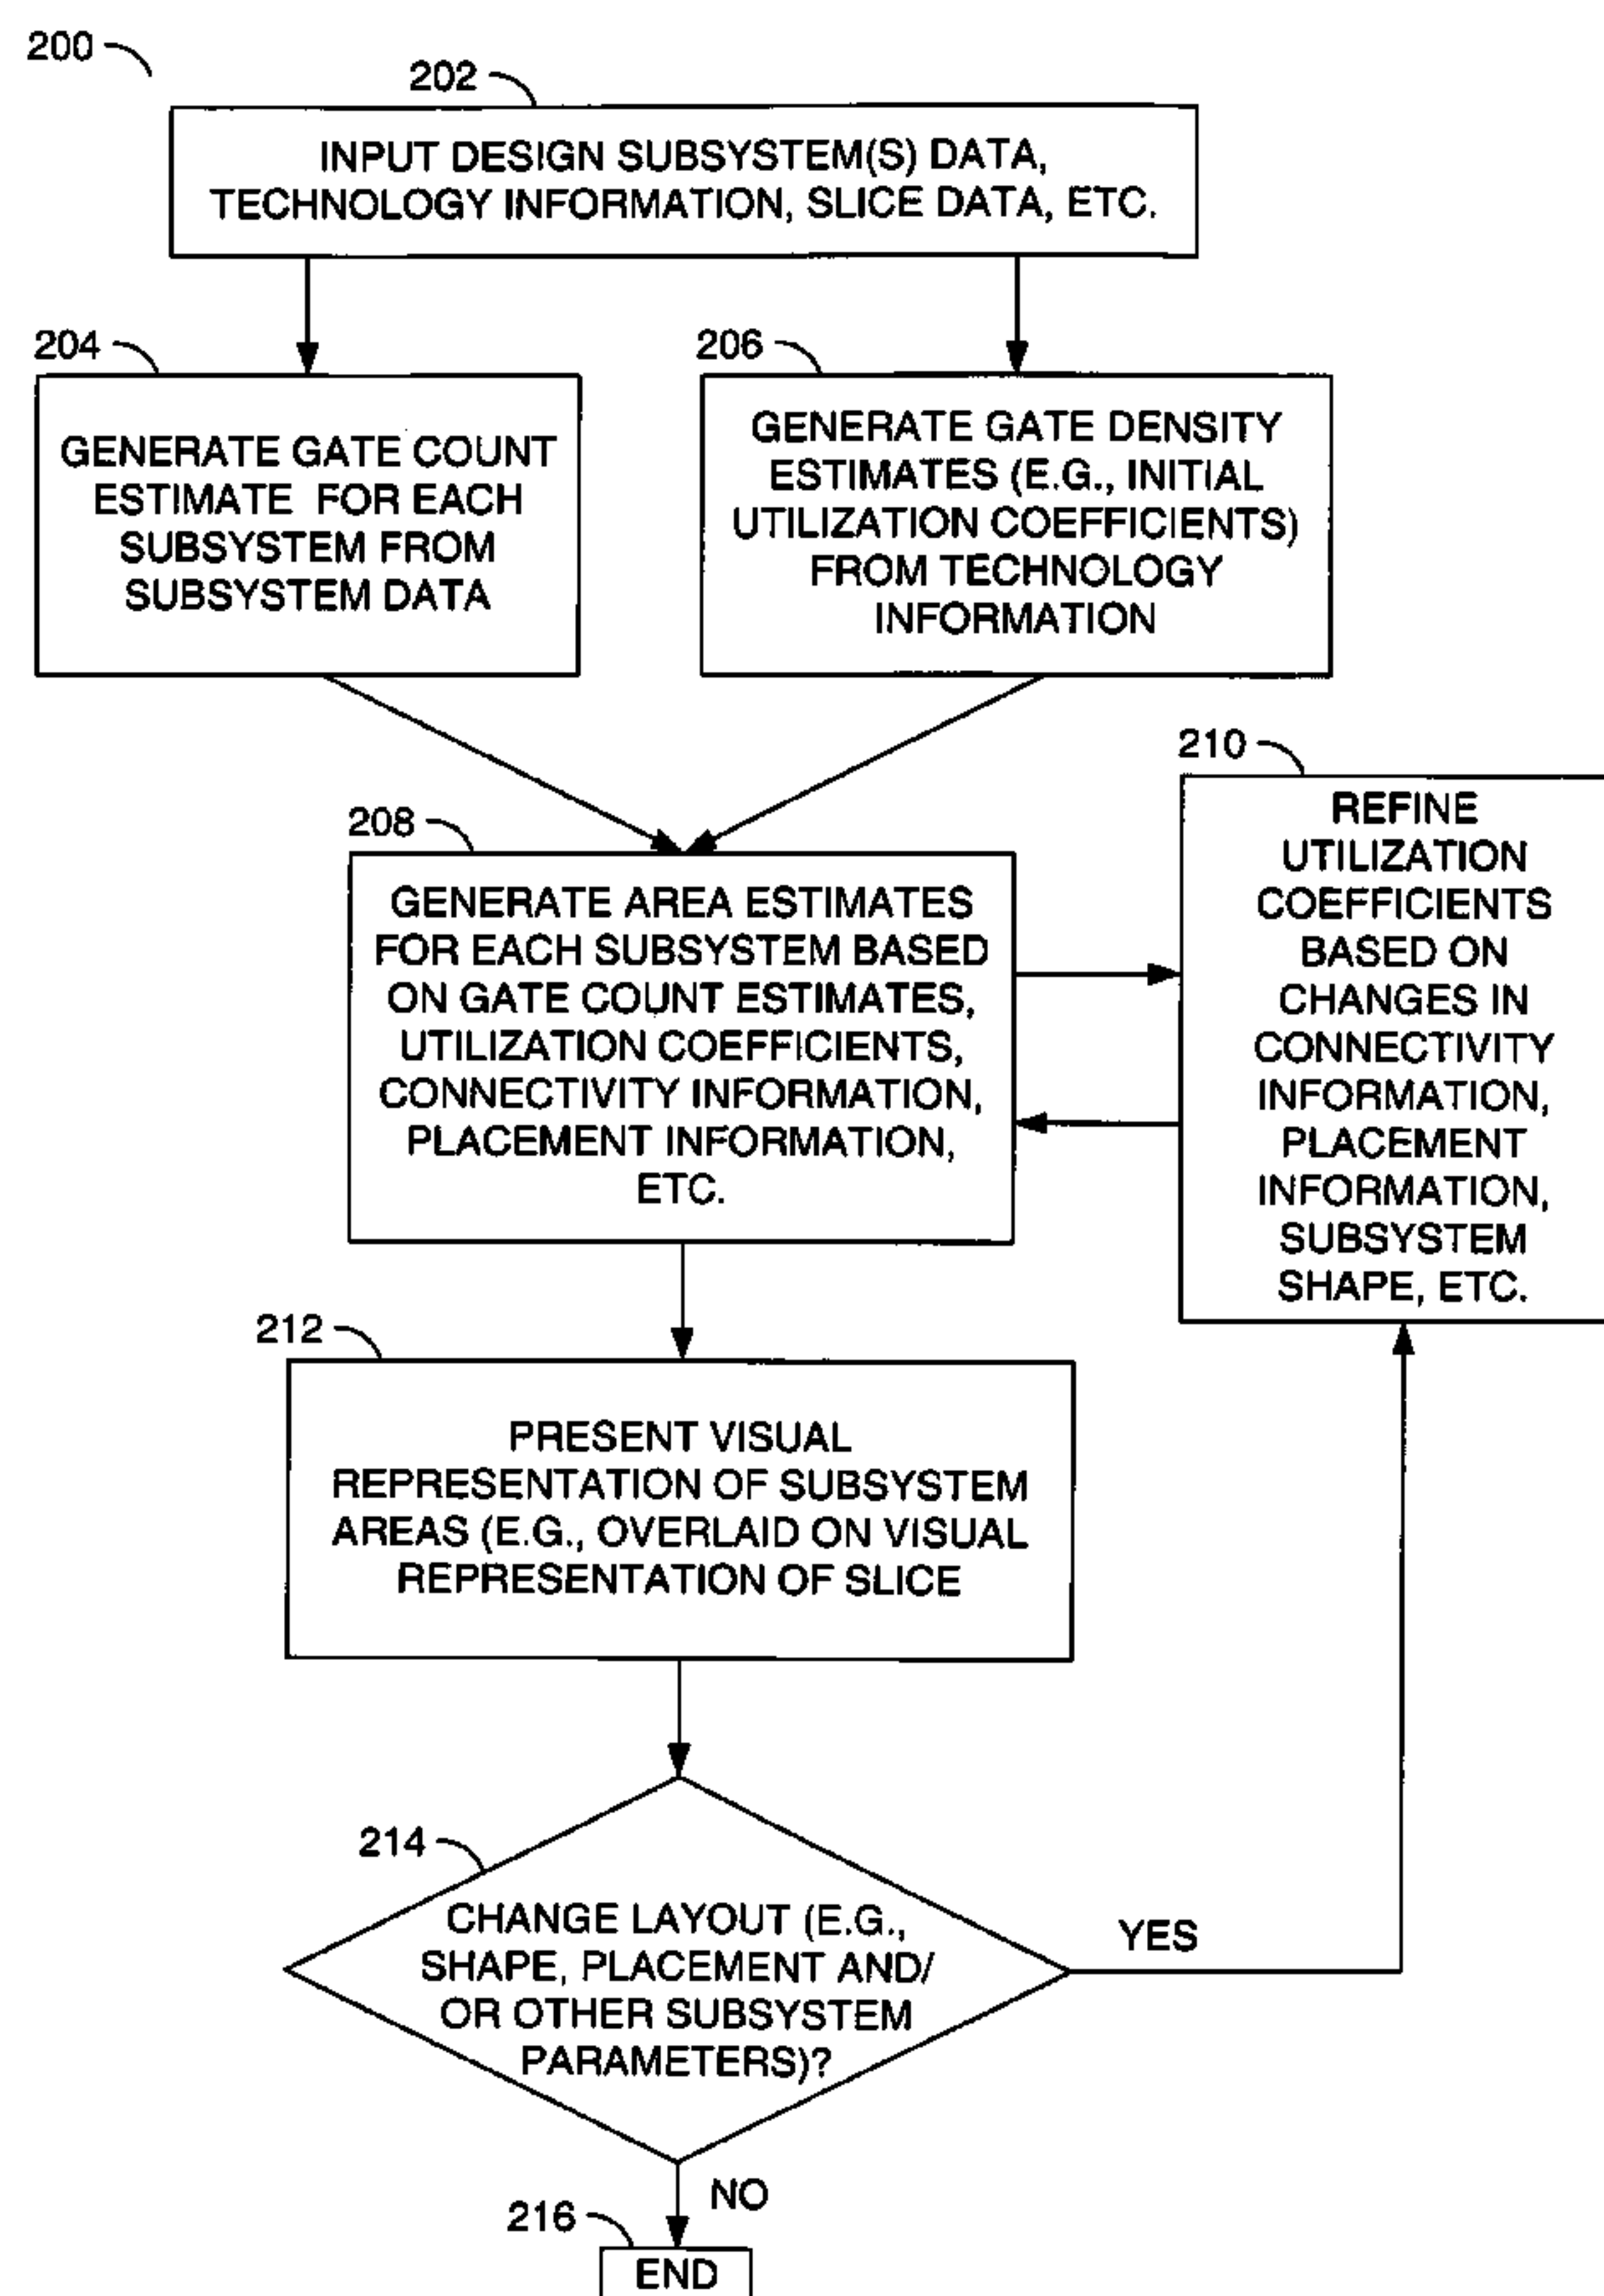 200
202
INPUT DESIGN SUBSYSTEM(S) DATA,
TECHNOLOGY INFORMATION, SLICE DATA, ETC.
204
GENERATE GATE COUNT
ESTIMATE FOR EACH
SUBSYSTEM FROM
SUBSYSTEM DATA
206
GENERATE GATE DENSITY
ESTIMATES (E.G., INITIAL
UTILIZATION COEFFICIENTS)
FROM TECHNOLOGY
INFORMATION
208
GENERATE AREA ESTIMATES
FOR EACH SUBSYSTEM BASED
ON GATE COUNT ESTIMATES,
UTILIZATION COEFFICIENTS,
CONNECTIVITY INFORMATION,
PLACEMENT INFORMATION,
ETC.
210
REFINE
UTILIZATION
COEFFICIENTS
BASED ON
CHANGES IN
CONNECTIVITY
INFORMATION,
PLACEMENT
INFORMATION,
SUBSYSTEM
SHAPE, ETC.
212
PRESENT VISUAL
REPRESENTATION OF SUBSYSTEM
AREAS (E.G., OVERLAID ON VISUAL
REPRESENTATION OF SLICE
214
CHANGE LAYOUT (E.G.,
SHAPE, PLACEMENT AND/
OR OTHER SUBSYSTEM
PARAMETERS)?
YES
NO
216
END